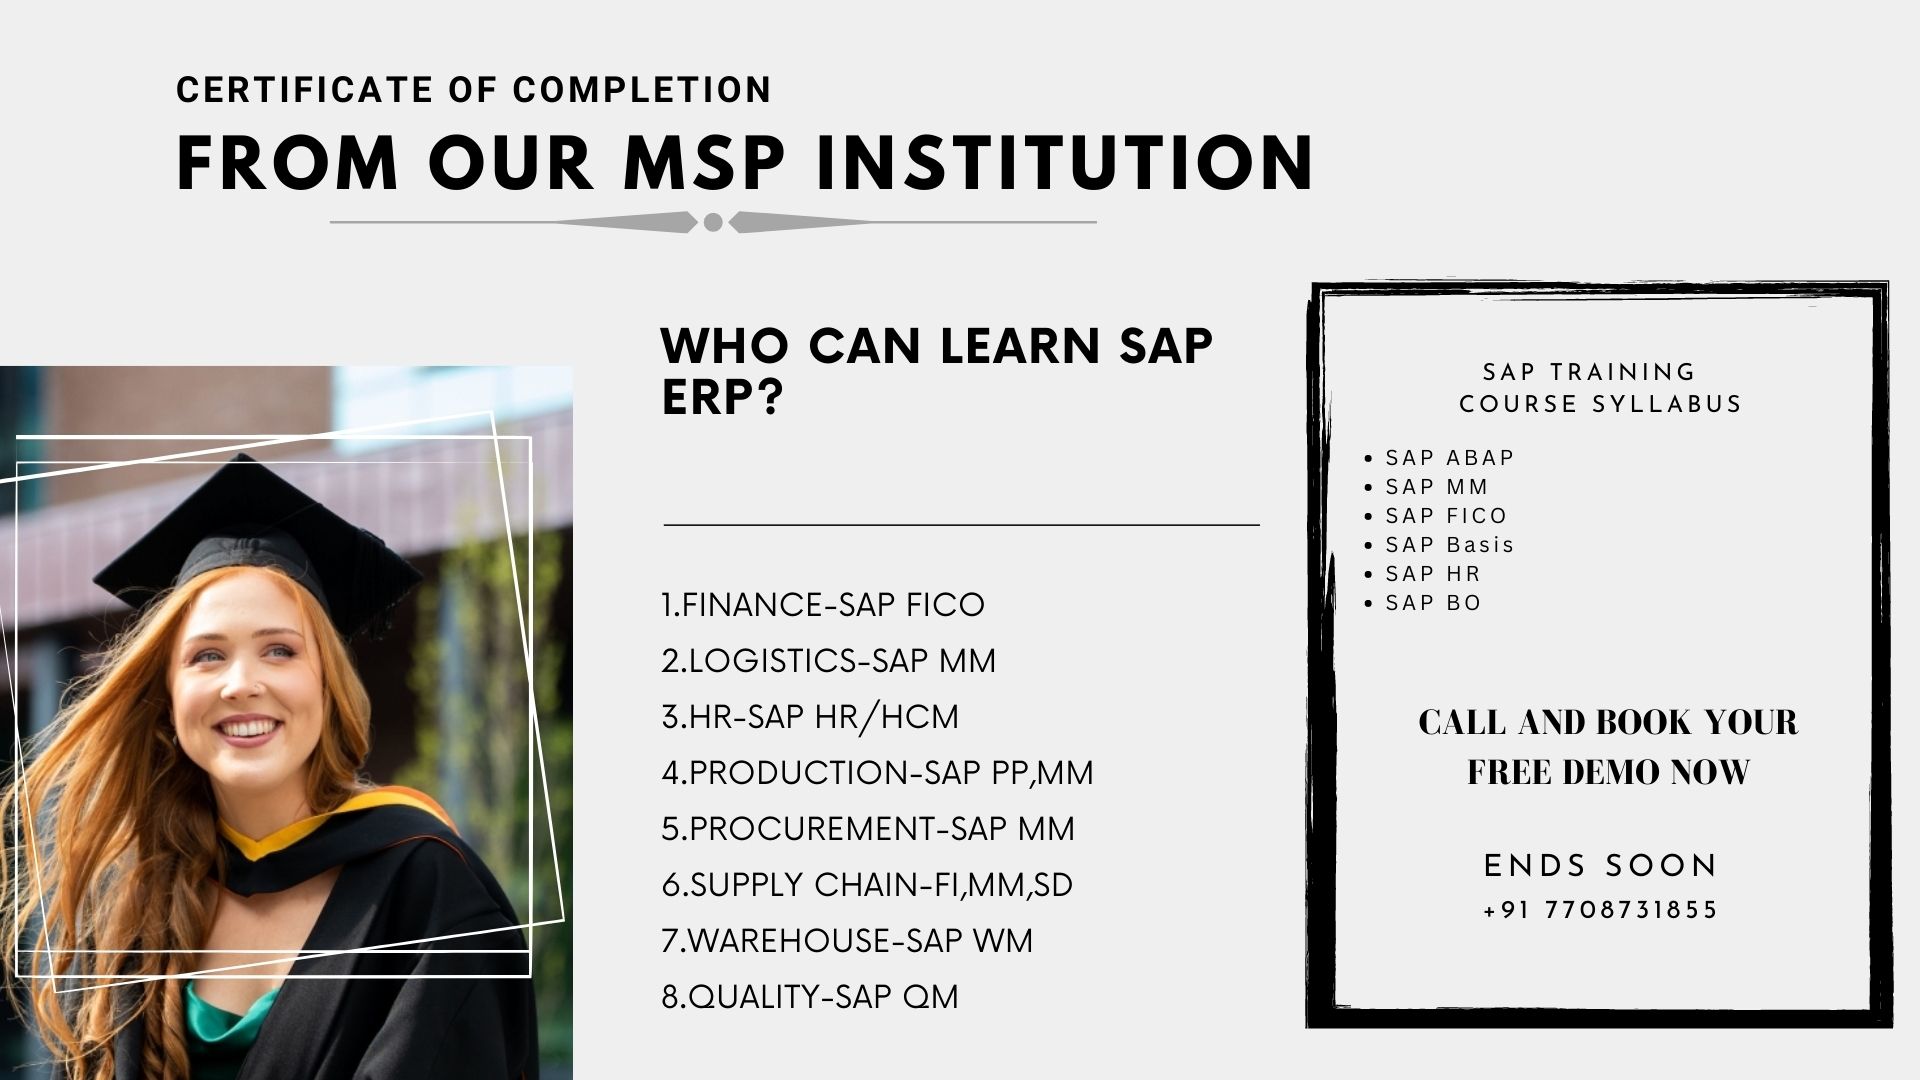 CERTIFICATE OF COMPLETION
FROM OUR MSP INSTITUTION
WHO CAN LEARN SAP
ERP?
1.FINANCE-SAP FICO
2.LOGISTICS-SAP MM
3.HR-SAP HR/HCM
4.PRODUCTION-SAP PP,MM
5.PROCUREMENT-SAP MM
6.SUPPLY CHAIN-FI,MM,SD
7.WAREHOUSE-SAP WM
8.QUALITY-SAP QM
SAP TRAINING
COURSE SYLLABUS
• SAP ABAP
• SAP MM
• SAP FICO
• SAP Basis
• SAP HR
• SAP BO
CALL AND BOOK YOUR
FREE DEMO NOW
ENDS SOON
+91 7708731855